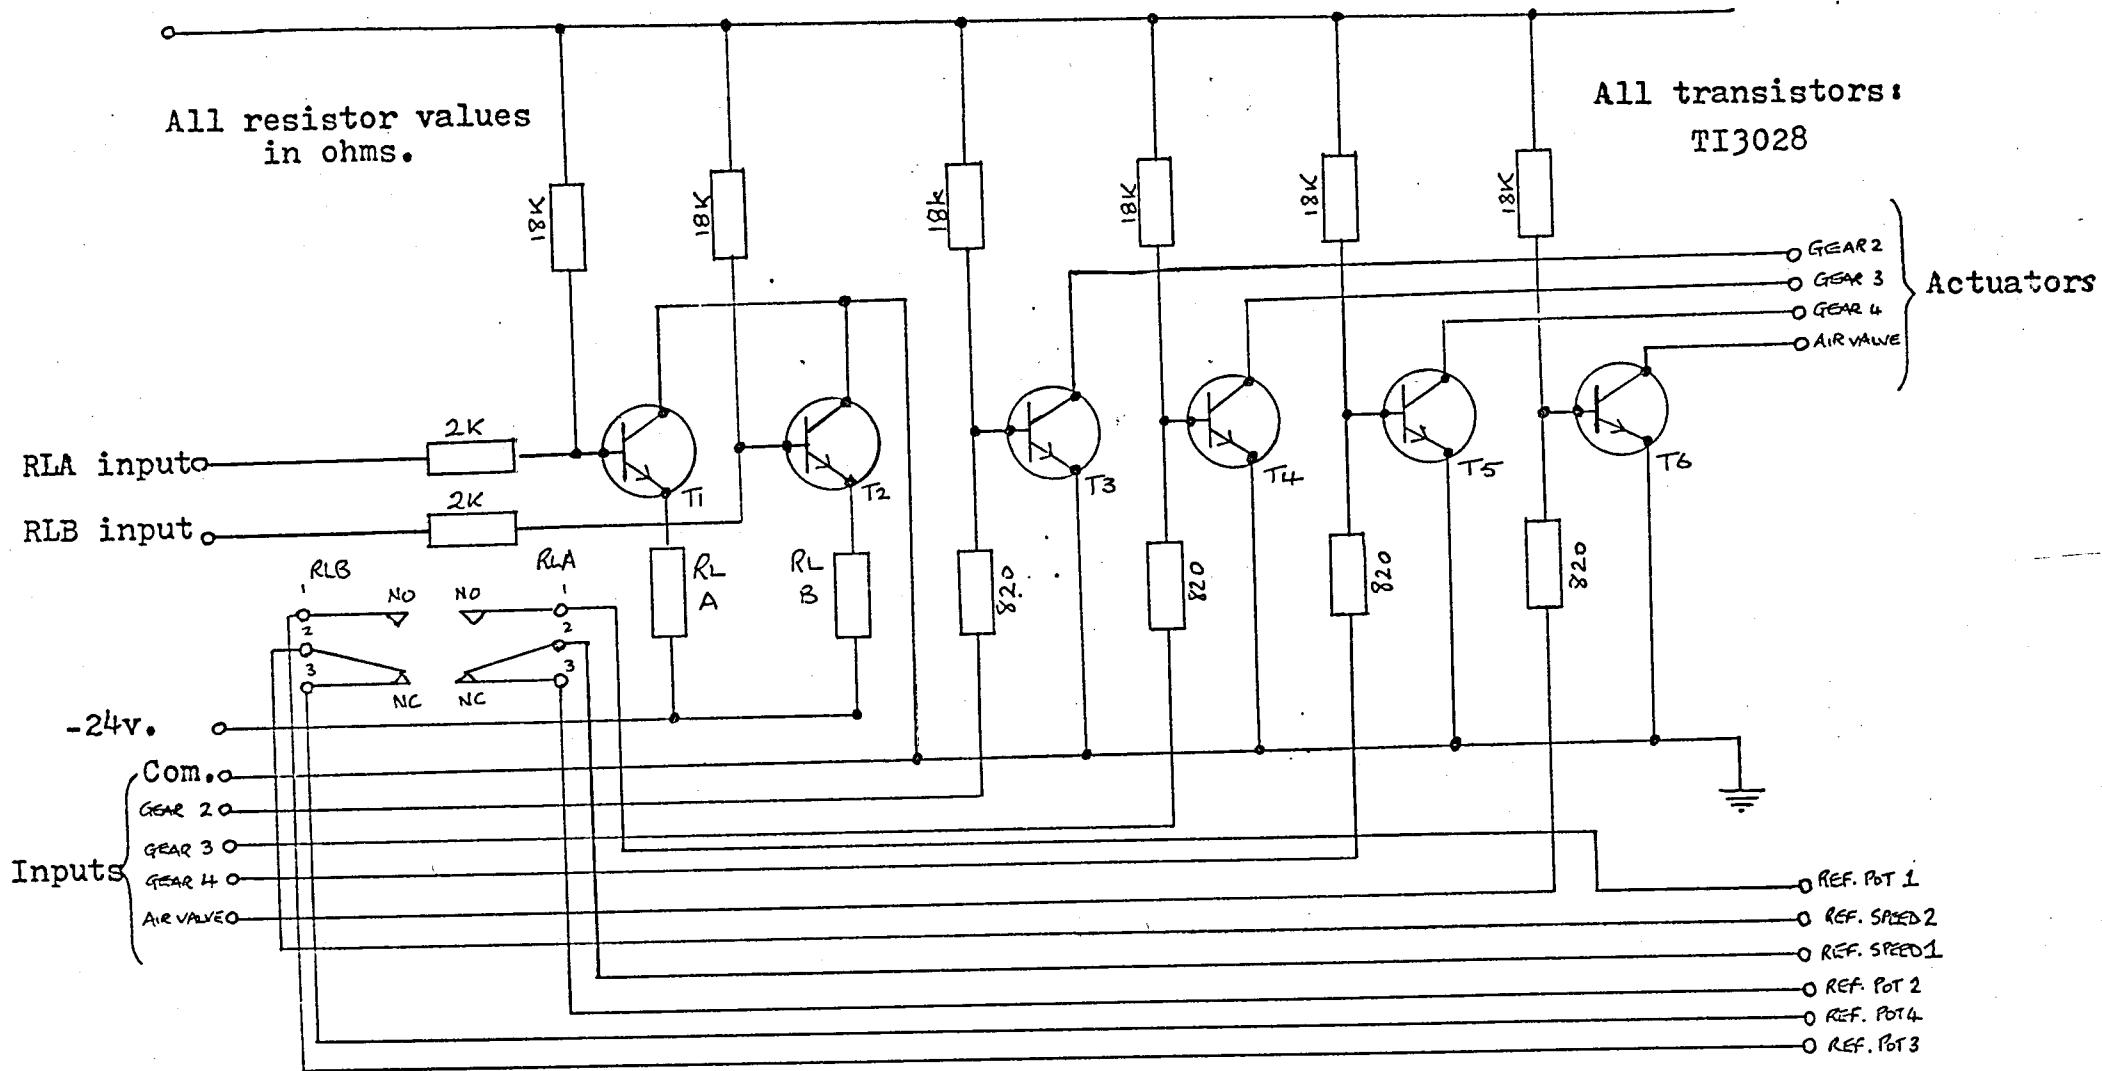 All resistor values
in ohms.
All transistors:
TI3028
18K
18K
18k
18K
18K
18K
GEAR 2
GEAR 3
GEAR 4
AIR VALVE
Actuators
RLA input
2K
T1
T2
T3
T4
T5
T6
RLB input
2K
RLB
RLA
RL
A
RL
B
820
820
820
820
1
NO
NO
1
2
2
3
3
NC
NC
-24v.
Com.
GEAR 2
GEAR 3
Inputs
GEAR 4
AIR VALVE
REF. POT 1
REF. SPEED 2
REF. SPEED 1
REF. POT 2
REF. POT 4
REF. POT 3